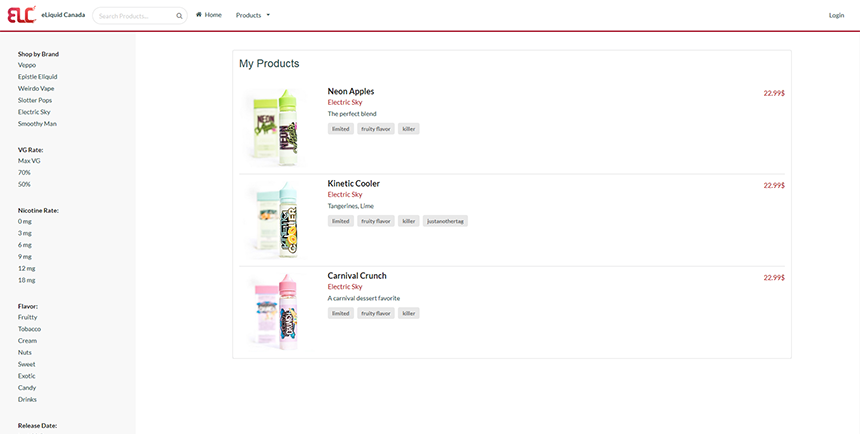 ELC eLiquid Canada Search Products... Home Products Login
Shop by Brand
Veppo
Epistle Eliquid
Weirdo Vape
Slotter Pops
Electric Sky
Smoothy Man
VG Rate:
Max VG
70%
50%
Nicotine Rate:
0 mg
3 mg
6 mg
9 mg
12 mg
18 mg
Flavor:
Fruitty
Tobacco
Cream
Nuts
Sweet
Exotic
Candy
Drinks
Release Date:
My Products
NEON
NEON
Neon Apples 22.99$
Electric Sky
The perfect blend
limited fruity flavor killer
Kinetic Cooler 22.99$
Electric Sky
Tangerines, Lime
limited fruity flavor killer justanothertag
Carnival Crunch 22.99$
Electric Sky
A carnival dessert favorite
limited fruity flavor killer